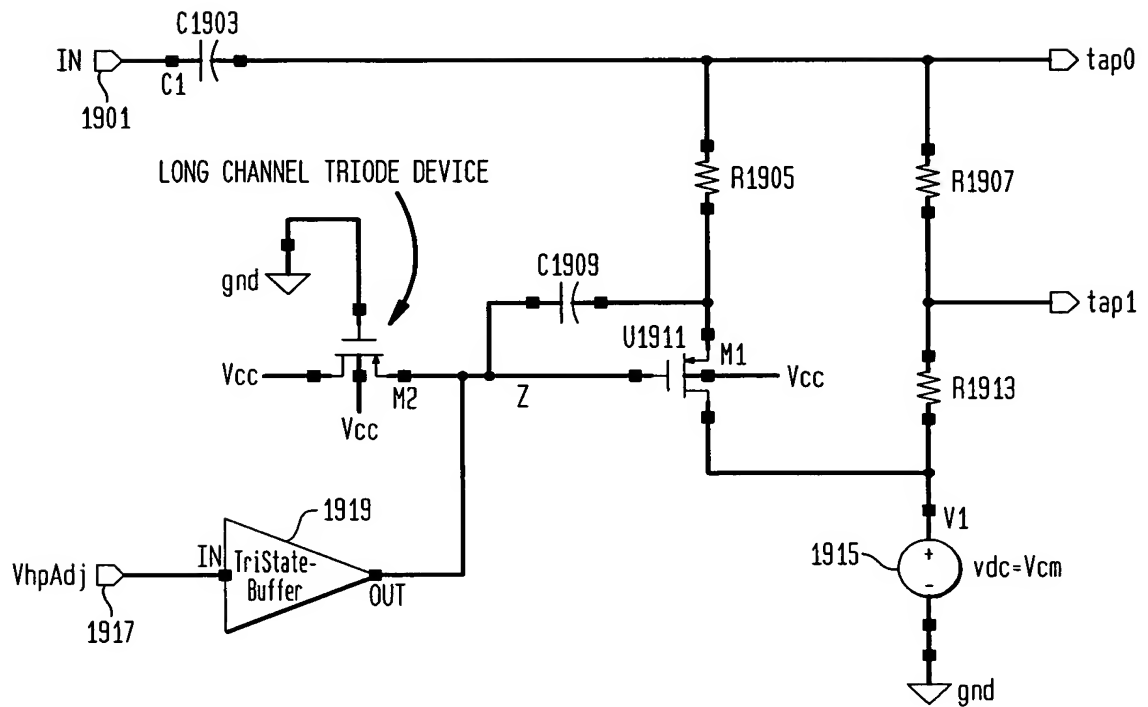 C1903
IN
C1
1901
tap0
R1905
R1907
LONG CHANNEL TRIODE DEVICE
gnd
C1909
tap1
U1911
M1
Vcc
Vcc
M2
Z
R1913
Vcc
1919
V1
1915
vdc=Vcm
VhpAdj
IN
TriState-
Buffer
OUT
1917
gnd